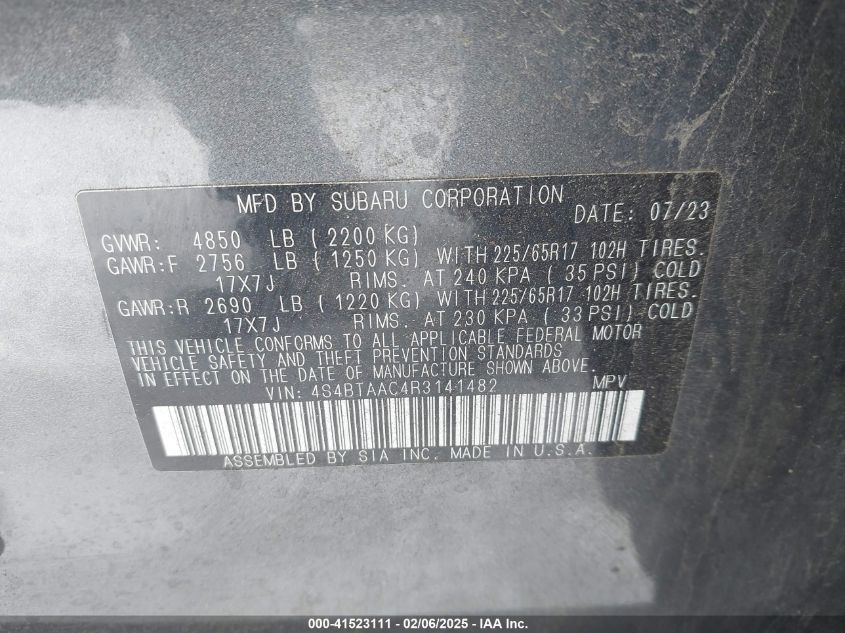 MFD BY SUBARU CORPORATION DATE: 07/23
GVWR: 4850 LB ( 2200 KG)
GAWR:F 2756 LB ( 1250 KG) WITH 225/65R17 102H TIRES.
17X7J RIMS. AT 240 KPA ( 35 PSI) COLD
GAWR:R 2690 LB ( 1220 KG) WITH 225/65R17 102H TIRES.
17X7J RIMS. AT 230 KPA ( 33 PSI) COLD
THIS VEHICLE CONFORMS TO ALL APPLICABLE FEDERAL MOTOR
VEHICLE SAFETY AND THEFT PREVENTION STANDARDS
IN EFFECT ON THE DATE OF MANUFACTURE SHOWN ABOVE.
VIN: 4S4BTAAC4R3141482 MPV
ASSEMBLED BY SIA INC. MADE IN U.S.A.
000-41523111 - 02/06/2025 - IAA Inc.